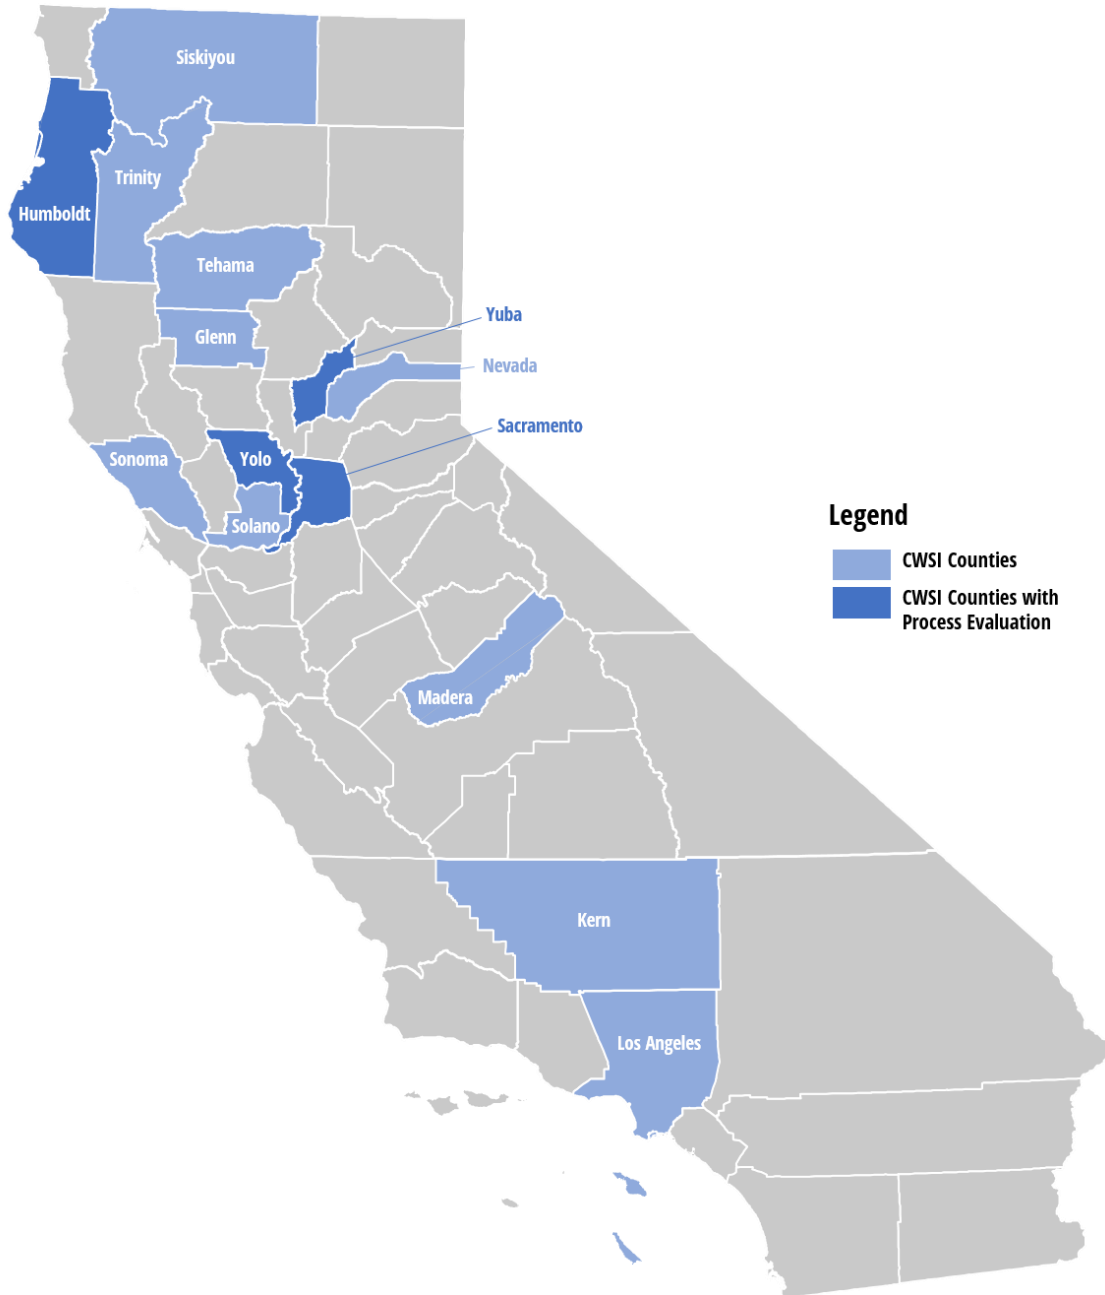 Siskiyou
Trinity
Humboldt
Tehama
Yuba
Glenn
Nevada
Sacramento
Sonoma
Yolo
Solano
Legend
CWSI Counties
CWSI Counties with
Process Evaluation
Madera
Kern
Los Angeles